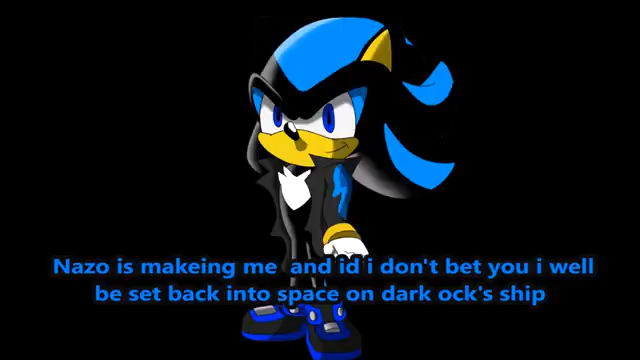 Nazo is makeing me and id i don't bet you i well
be set back into space on dark ock's ship